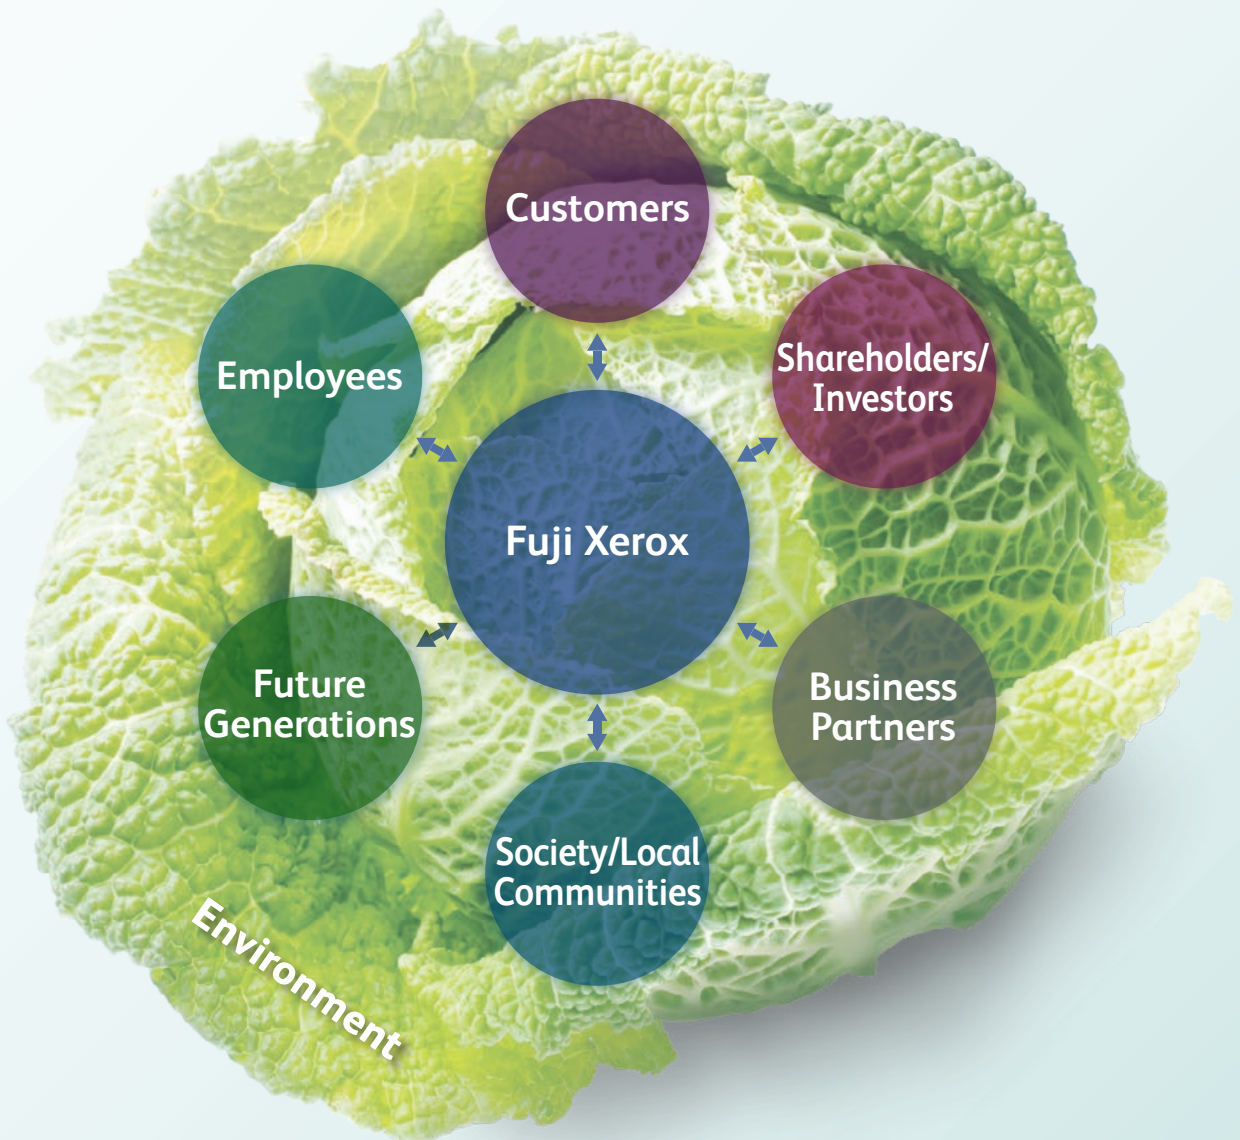 Customers
Employees
Shareholders/
Investors
Fuji Xerox
Future
Generations
Business
Partners
Society/Local
Communities
Environment